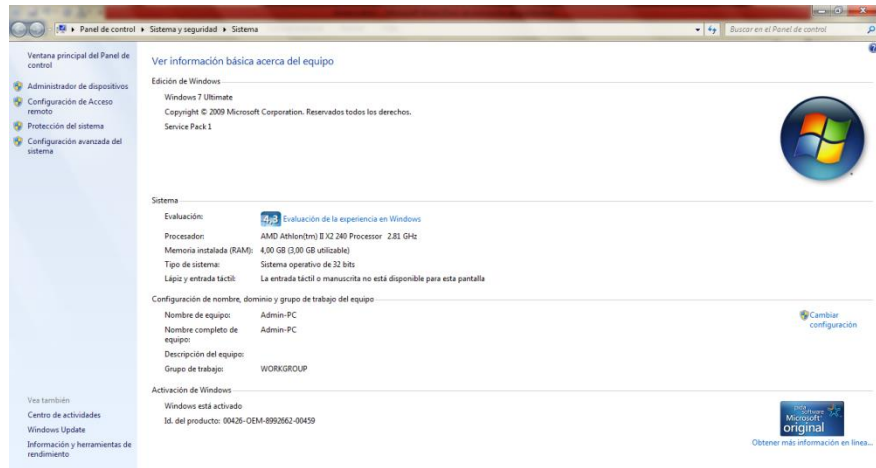 Panel de control ▸ Sistema y seguridad ▸ Sistema
Buscar en el Panel de control
Ventana principal del Panel de
control
Administrador de dispositivos
Configuración de Acceso
remoto
Protección del sistema
Configuración avanzada del
sistema
Ver información básica acerca del equipo
Edición de Windows
Windows 7 Ultimate
Copyright © 2009 Microsoft Corporation. Reservados todos los derechos.
Service Pack 1
Sistema
Evaluación: 4,3 Evaluación de la experiencia en Windows
Procesador: AMD Athlon(tm) II X2 240 Processor 2.81 GHz
Memoria instalada (RAM): 4,00 GB (3,00 GB utilizable)
Tipo de sistema: Sistema operativo de 32 bits
Lápiz y entrada táctil: La entrada táctil o manuscrita no está disponible para esta pantalla
Configuración de nombre, dominio y grupo de trabajo del equipo
Nombre de equipo: Admin-PC
Cambiar
configuración
Nombre completo de
equipo: Admin-PC
Descripción del equipo:
Grupo de trabajo: WORKGROUP
Activación de Windows
Windows está activado
Id. del producto: 00426-OEM-8992662-00459
software
Microsoft
original
Obtener más información en línea...
Vea también
Centro de actividades
Windows Update
Información y herramientas de
rendimiento